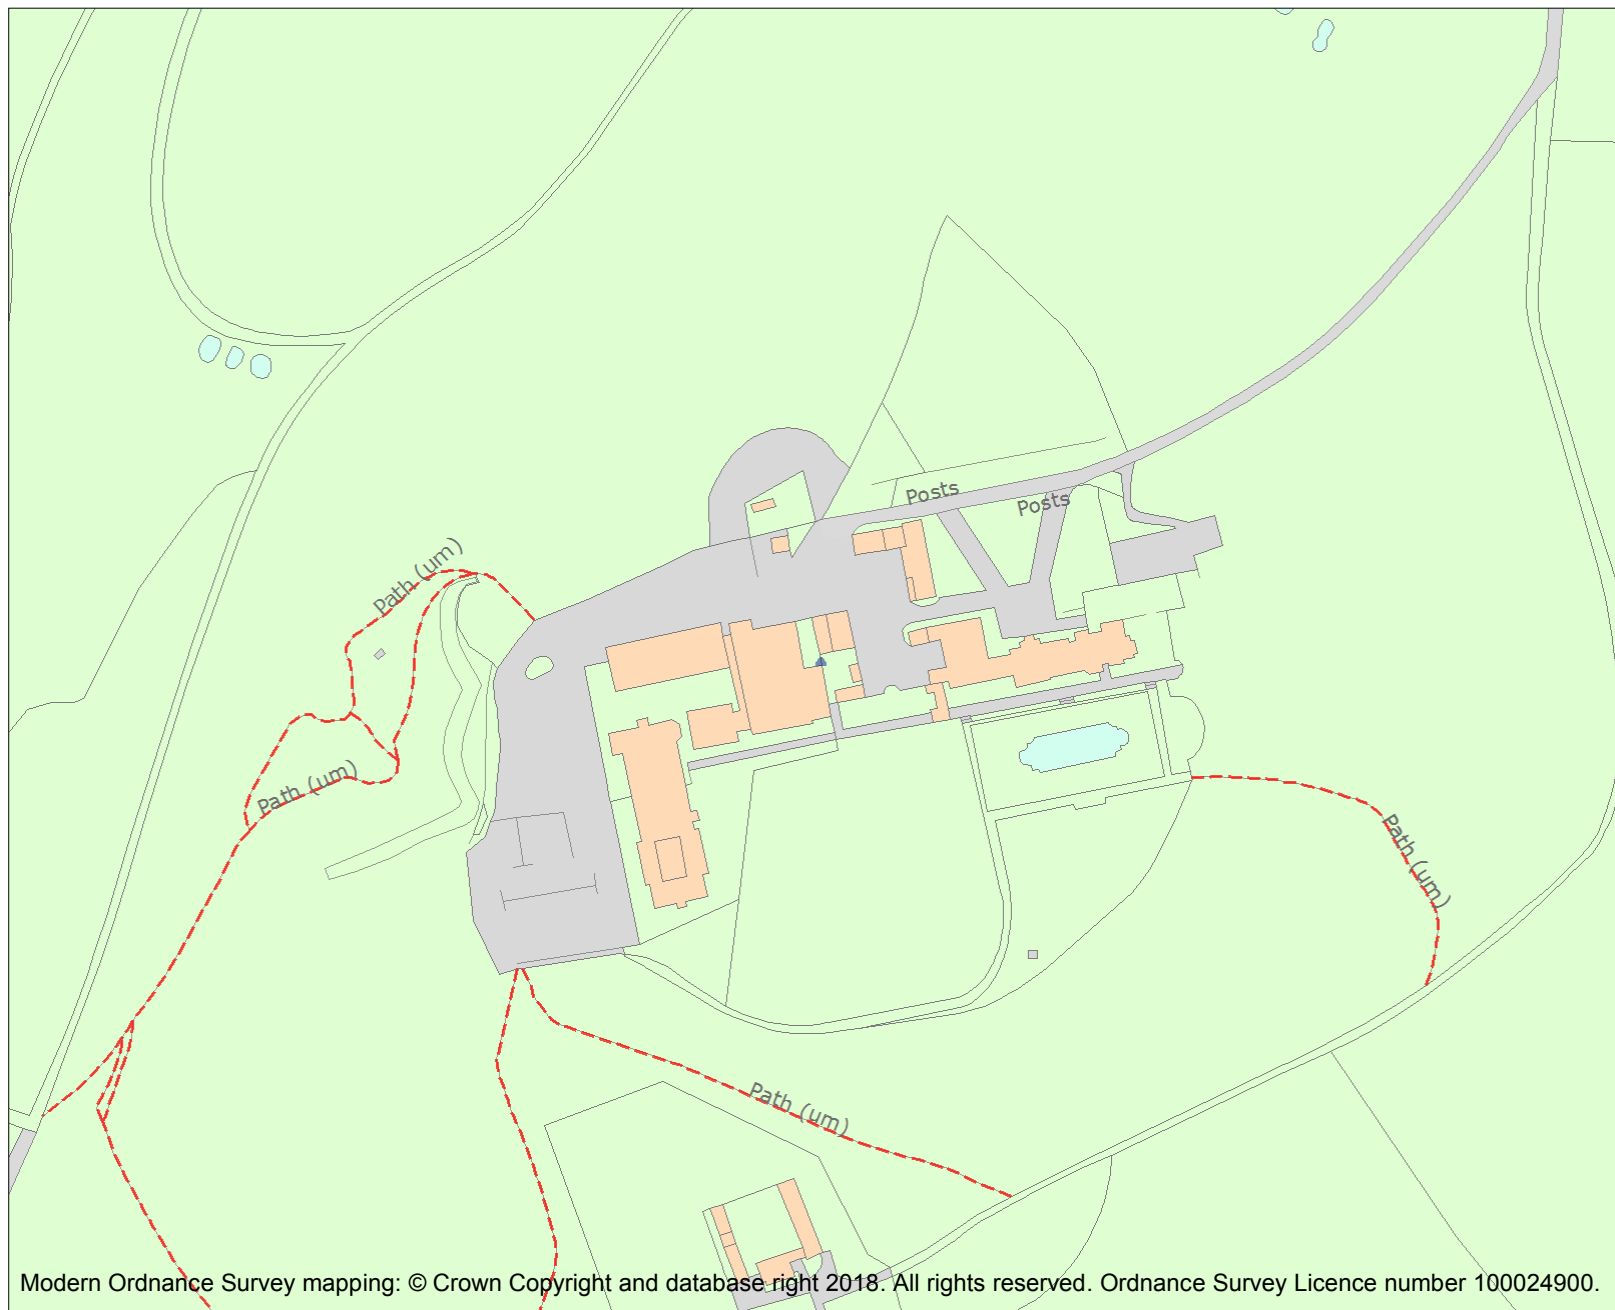 Posts
Posts
Path (um)
Path (um)
Path (um)
Path (um)
Modern Ordnance Survey mapping: © Crown Copyright and database right 2018. All rights reserved. Ordnance Survey Licence number 100024900.